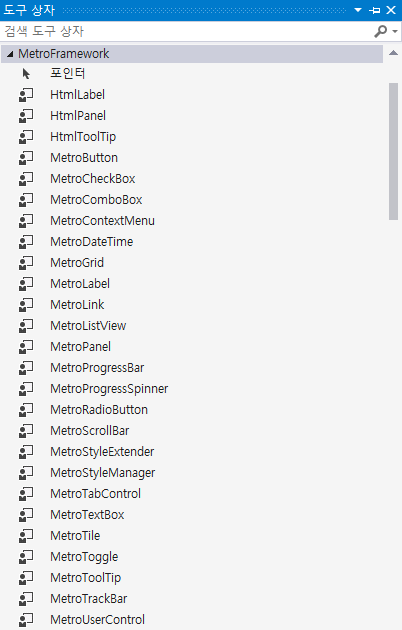 도구 상자
검색 도구 상자
MetroFramework
포인터
HtmlLabel
HtmlPanel
HtmlToolTip
MetroButton
MetroCheckBox
MetroComboBox
MetroContextMenu
MetroDateTime
MetroGrid
MetroLabel
MetroLink
MetroListView
MetroPanel
MetroProgressBar
MetroProgressSpinner
MetroRadioButton
MetroScrollBar
MetroStyleExtender
MetroStyleManager
MetroTabControl
MetroTextBox
MetroTile
MetroToggle
MetroToolTip
MetroTrackBar
MetroUserControl